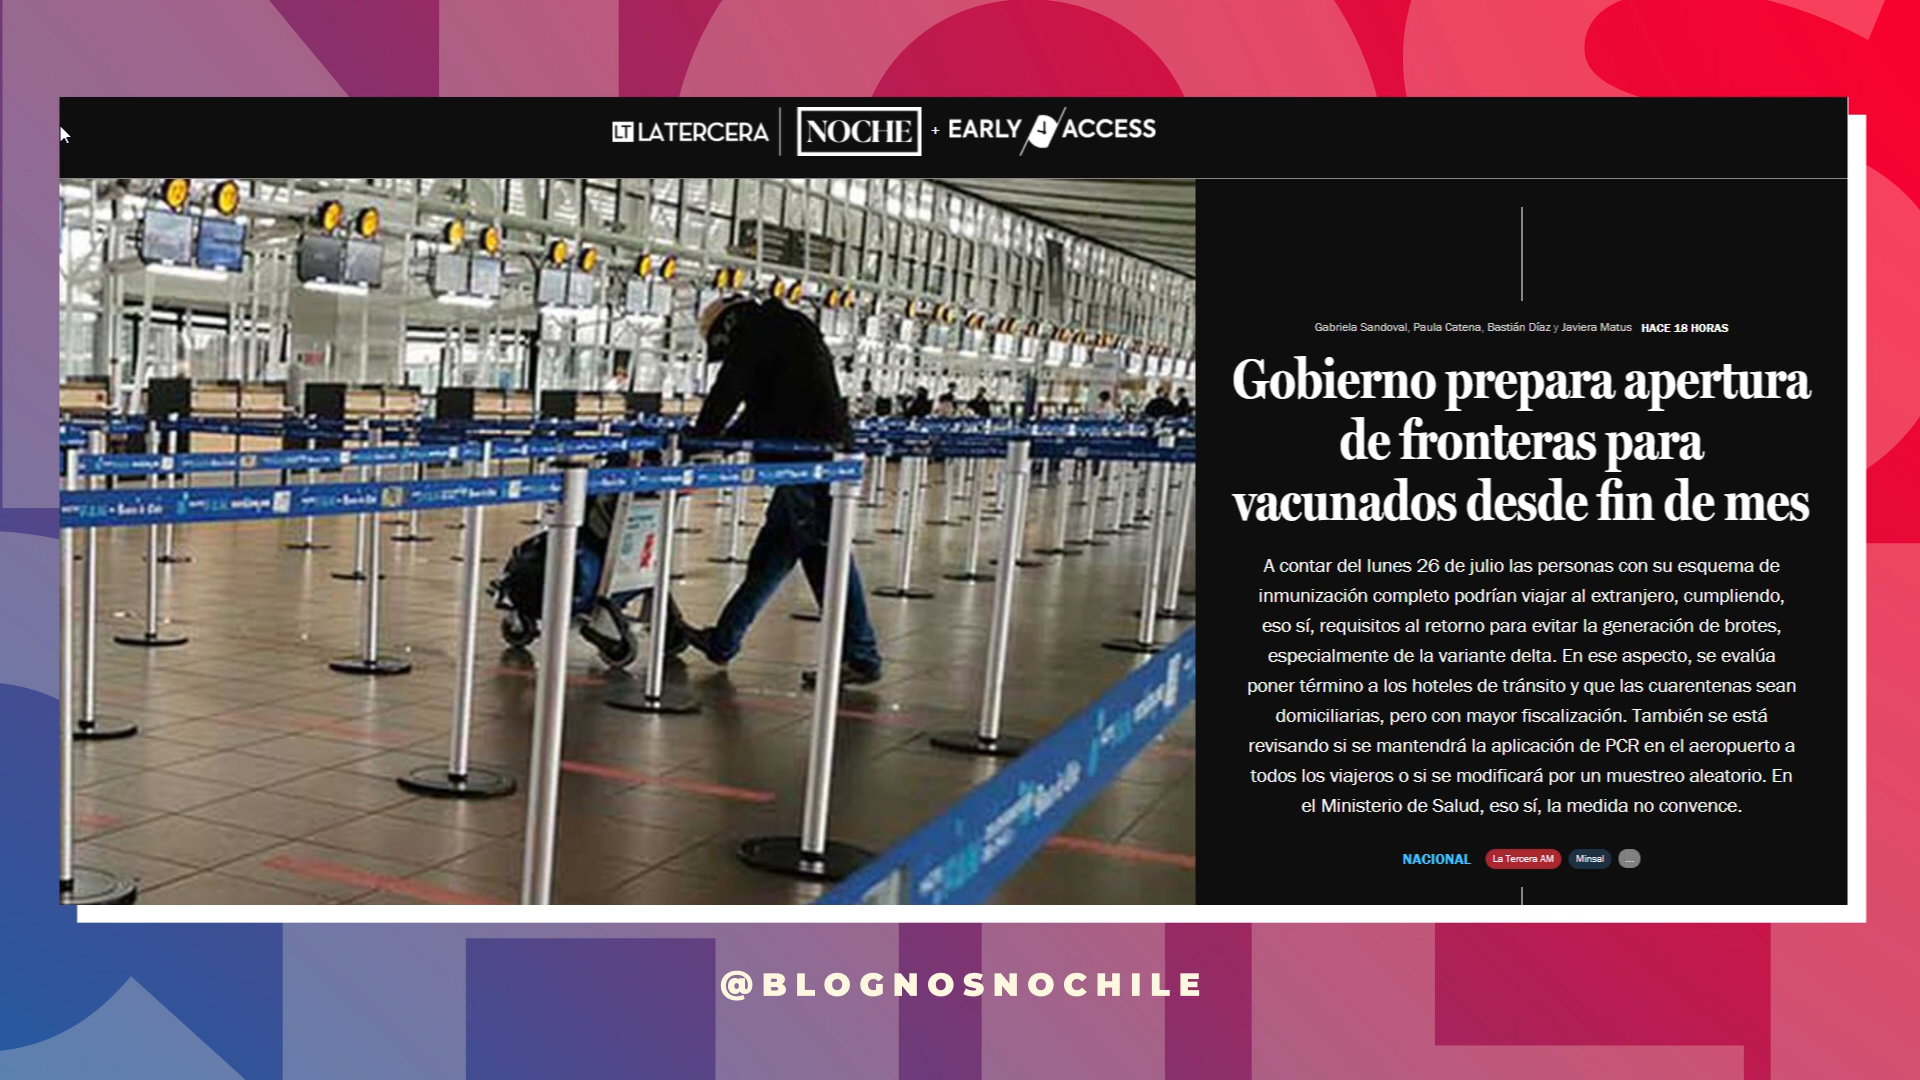 LT LATERCERA NOCHE + EARLY ACCESS
Gabriela Sandoval, Paula Catena, Bastián Díaz y Javiera Matus HACE 18 HORAS
Gobierno prepara apertura
de fronteras para
vacunados desde fin de mes
A contar del lunes 26 de julio las personas con su esquema de
inmunización completo podrían viajar al extranjero, cumpliendo,
eso sí, requisitos al retorno para evitar la generación de brotes,
especialmente de la variante delta. En ese aspecto, se evalúa
poner término a los hoteles de tránsito y que las cuarentenas sean
domiciliarias, pero con mayor fiscalización. También se está
revisando si se mantendrá la aplicación de PCR en el aeropuerto a
todos los viajeros o si se modificará por un muestreo aleatorio. En
el Ministerio de Salud, eso sí, la medida no convence.
NACIONAL La Tercera AM Minsal ...
@BLOGNOSNOCHILE